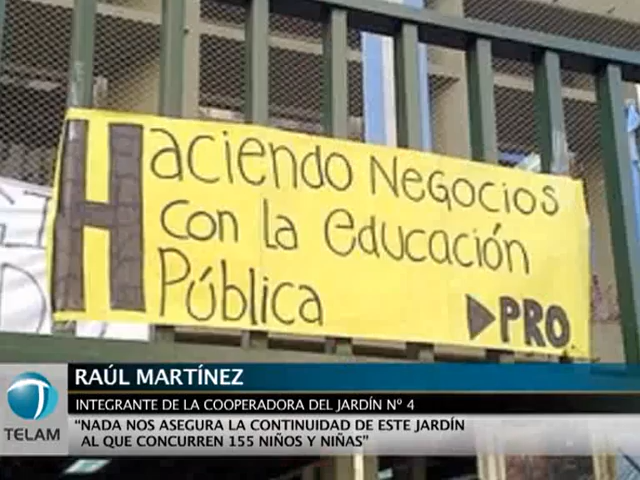 Haciendo Negocios
con la educación
Pública
PRO
RAÚL MARTÍNEZ
INTEGRANTE DE LA COOPERADORA DEL JARDÍN Nº 4
TELAM
“NADA NOS ASEGURA LA CONTINUIDAD DE ESTE JARDÍN
AL QUE CONCURREN 155 NIÑOS Y NIÑAS”